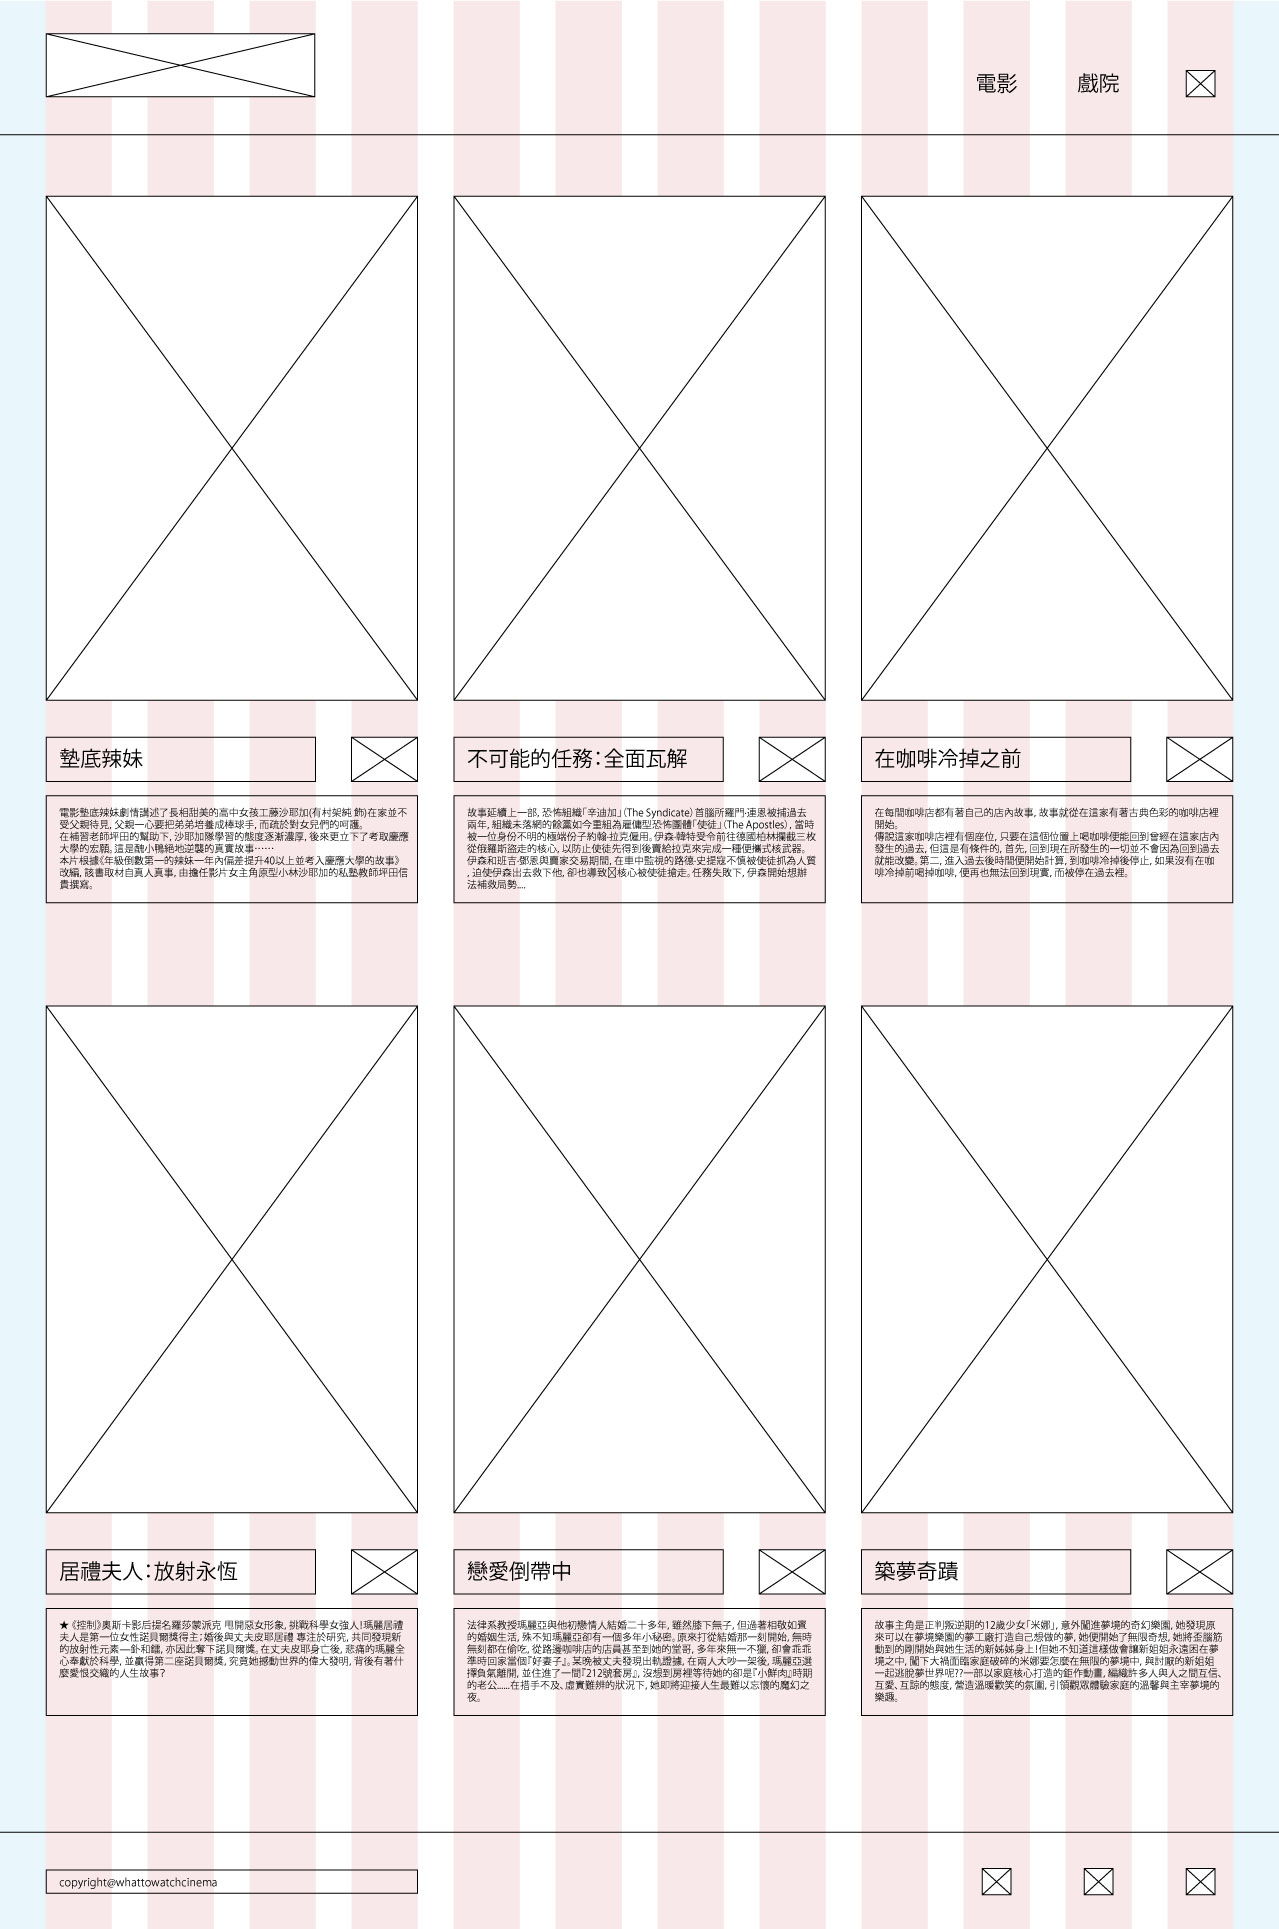 電影
戲院
墊底辣妹
不可能的任務：全面瓦解
在咖啡冷掉之前
電影墊底辣妹劇情講述了長相甜美的高中女孩工藤沙耶加(有村架純 飾)在家並不
受父親待見，父親一心要把弟弟培養成棒球手，而疏於對女兒們的呵護。
在補習老師坪田的幫助下，沙耶加隊學習的態度逐漸濃厚，後來更立下了考取慶應
大學的宏願，這是醜小鴨絕地逆襲的真實故事……
本片根據《年級倒數第一的辣妹一年內偏差提升40以上並考入慶應大學的故事》
改編，該書取材自真人真事，由擔任影片女主角原型小林沙耶加的私塾教師坪田信
貴撰寫。
故事延續上一部，恐怖組織「辛迪加」（The Syndicate）首腦所羅門·連恩被捕過去
兩年，組織未落網的餘黨如今重組為雇傭型恐怖團體「使徒」（The Apostles），當時
被一位身份不明的極端份子約翰·拉克僱用。伊森·韓特受令前往德國柏林攔截三枚
從俄羅斯盜走的核心，以防止使徒先得到後賣給拉克來完成一種便攜式核武器。
伊森和班吉·鄧恩與賣家交易期間，在車中監視的路德·史提寇不慎被使徒抓為人質
，迫使伊森出去救下他，卻也導致核心被使徒搶走。任務失敗下，伊森開始想辦
法補救局勢....
在每間咖啡店都有著自己的店內故事，故事就從在這家有著古典色彩的咖啡店裡
開始。
傳說這家咖啡店裡有個座位，只要在這個位置上喝咖啡便能回到曾經在這家店內
發生的過去，但這是有條件的，首先，回到現在所發生的一切並不會因為回到過去
就能改變。第二，進入過去後時間便開始計算，到咖啡冷掉後停止，如果沒有在咖
啡冷掉前喝掉咖啡，便再也無法回到現實，而被停在過去裡。
居禮夫人：放射永恆
戀愛倒帶中
築夢奇蹟
★《控制》奧斯卡影后提名羅莎蒙派克 甩開惡女形象，挑戰科學女強人！瑪麗居禮
夫人是第一位女性諾貝爾獎得主；婚後與丈夫皮耶居禮 專注於研究，共同發現新
的放射性元素—釙和鐳，亦因此奪下諾貝爾獎。在丈夫皮耶身亡後，悲痛的瑪麗全
心奉獻於科學，並贏得第二座諾貝爾獎，究竟她撼動世界的偉大發明，背後有著什
麼愛恨交織的人生故事？
法律系教授瑪麗亞與他初戀情人結婚二十多年，雖然膝下無子，但過著相敬如賓
的婚姻生活，殊不知瑪麗亞卻有一個多年小秘密，原來打從結婚那一刻開始，無時
無刻都在偷吃，從路邊咖啡店的店員甚至到她的堂哥，多年來無一不獵，卻會乖乖
準時回家當個『好妻子』。某晚被丈夫發現出軌證據，在兩人大吵一架後，瑪麗亞選
擇負氣離開，並住進了一間『212號套房』，沒想到房裡等待她的卻是『小鮮肉』時期
的老公......在措手不及、虛實難辨的狀況下，她即將迎接人生最難以忘懷的魔幻之
夜。
故事主角是正判叛逆期的12歲少女「米娜」，意外闖進夢境的奇幻樂園，她發現原
來可以在夢境樂園的夢工廠打造自己想做的夢，她便開始了無限奇想，她將歪腦筋
動到的剛開始與她生活的新姊姊身上！但她不知道這樣做會讓新姐姐永遠困在夢
境之中，闖下大禍面臨家庭破碎的米娜要怎麼在無限的夢境中，與討厭的新姐姐
一起逃脫夢世界呢??一部以家庭核心打造的鉅作動畫，編織許多人與人之間互信、
互愛、互諒的態度，營造溫暖歡笑的氛圍，引領觀眾體驗家庭的溫馨與主宰夢境的
樂趣。
copyright@whattowatchcinema